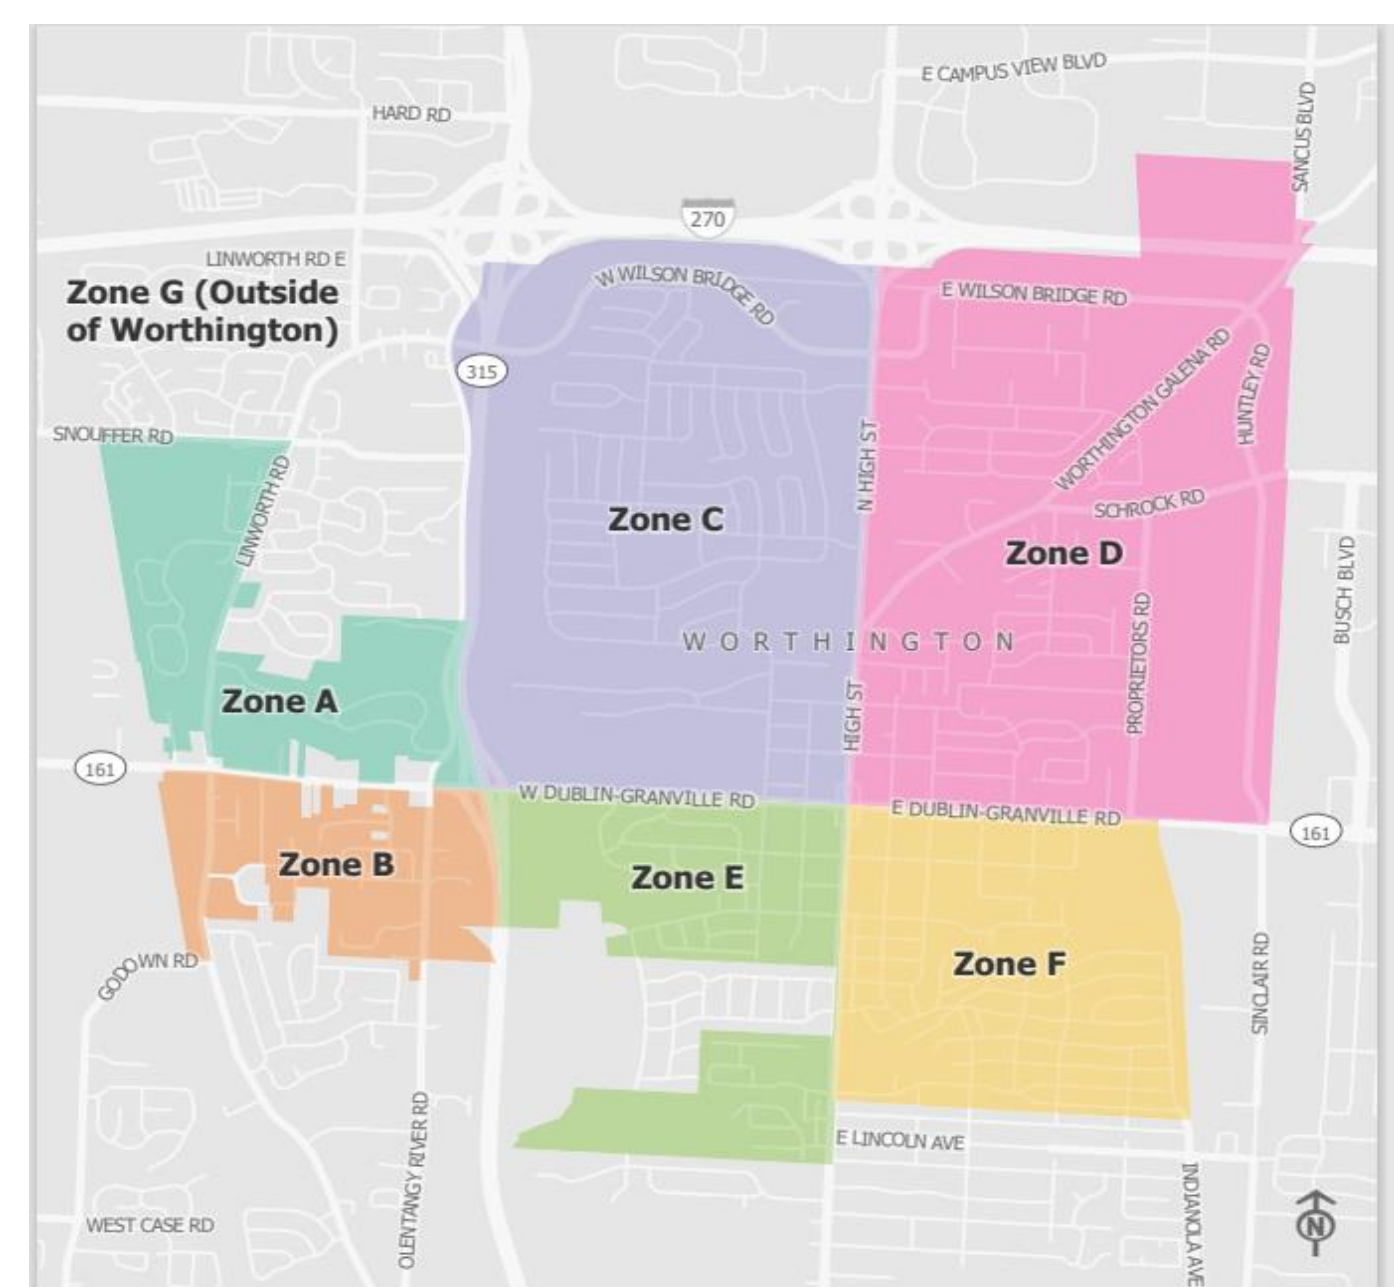 E CAMPUS VIEW BLVD
HARD RD
SANCUS BLVD
270
LINWORTH RD E
Zone G (Outside
of Worthington)
W WILSON BRIDGE RD
E WILSON BRIDGE RD
315
WORTHINGTON GALENA RD
HUNTLEY RD
SNOUFFER RD
LINWORTH RD
N HIGH ST
SCHROCK RD
Zone C
Zone D
BUSCH BLVD
WORTHINGTON
PROPRIETORS RD
Zone A
HIGH ST
161
W DUBLIN-GRANVILLE RD
E DUBLIN-GRANVILLE RD
161
Zone B
Zone E
Zone F
GODOWN RD
SINCLAIR RD
OLENTANGY RIVER RD
E LINCOLN AVE
INDIANOLA AVE
WEST CASE RD
N